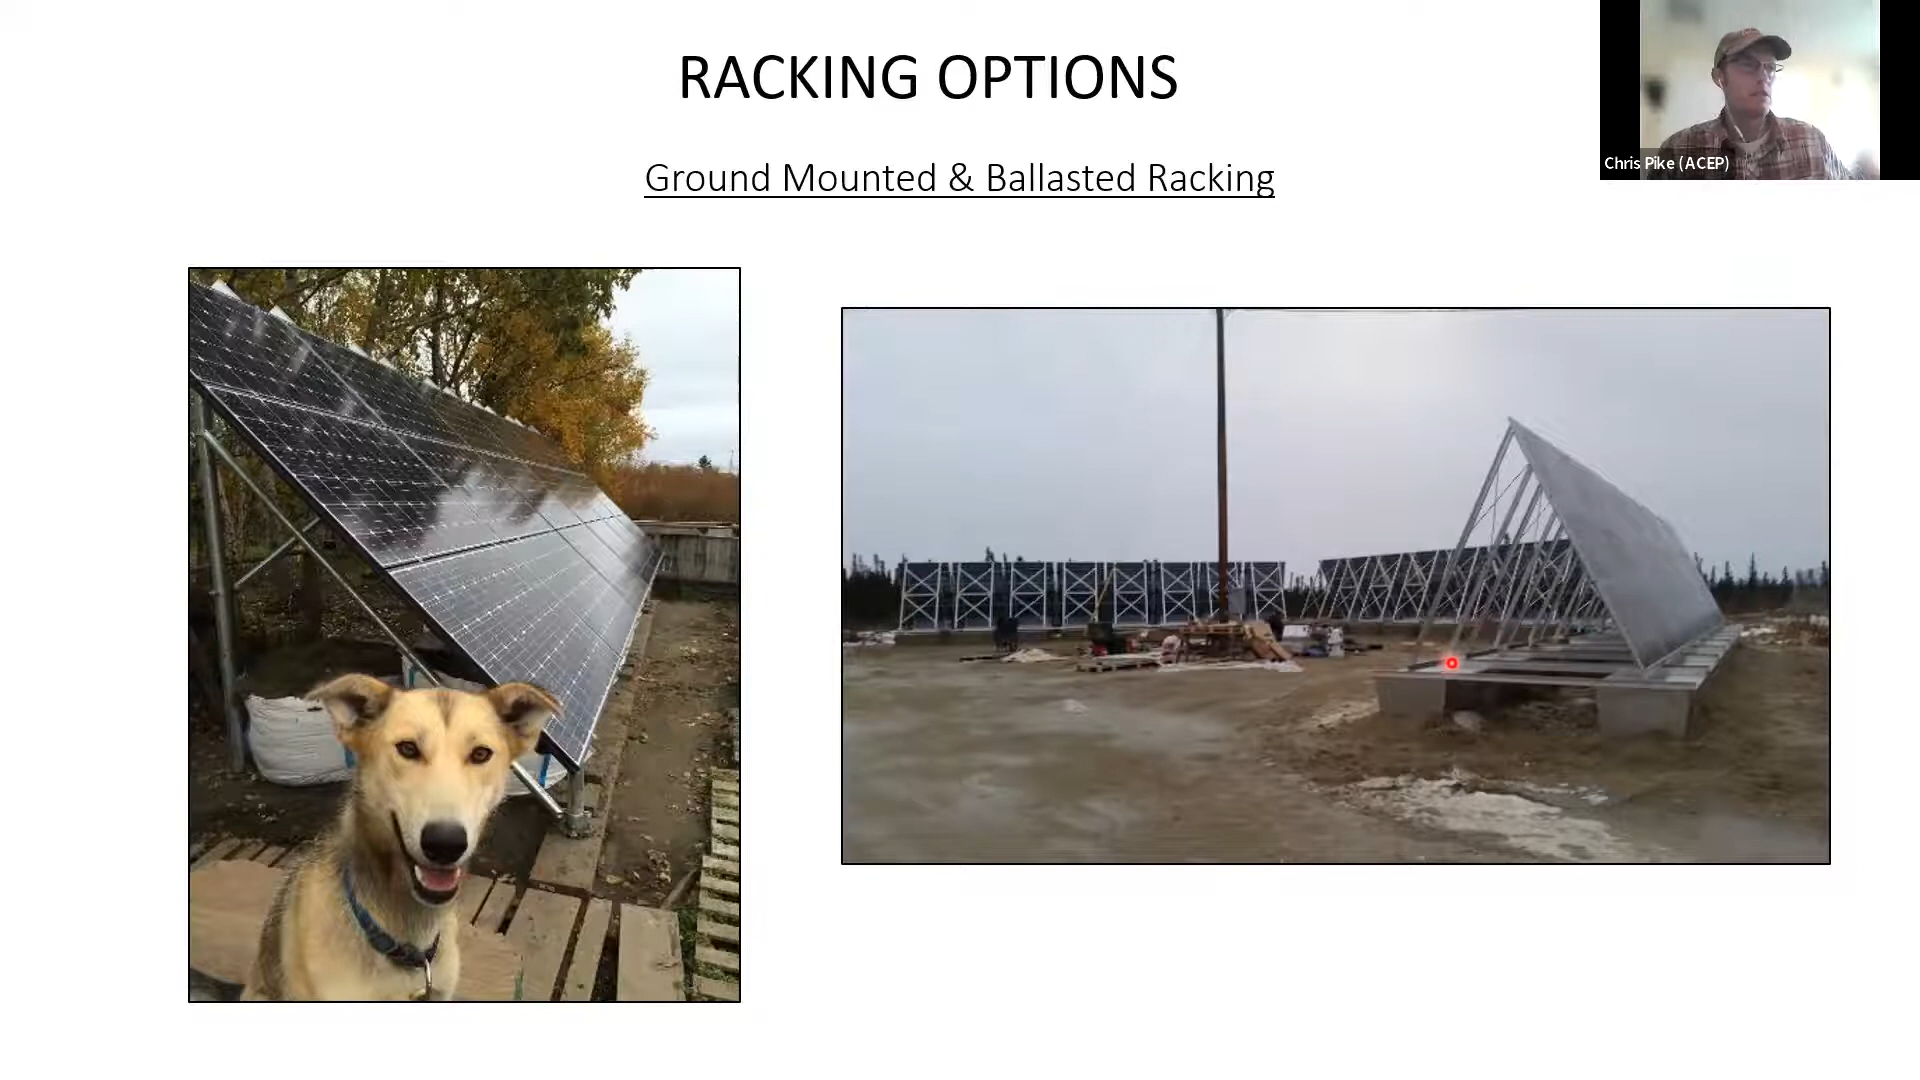 RACKING OPTIONS
Ground Mounted & Ballasted Racking
Chris Pike (ACEP)